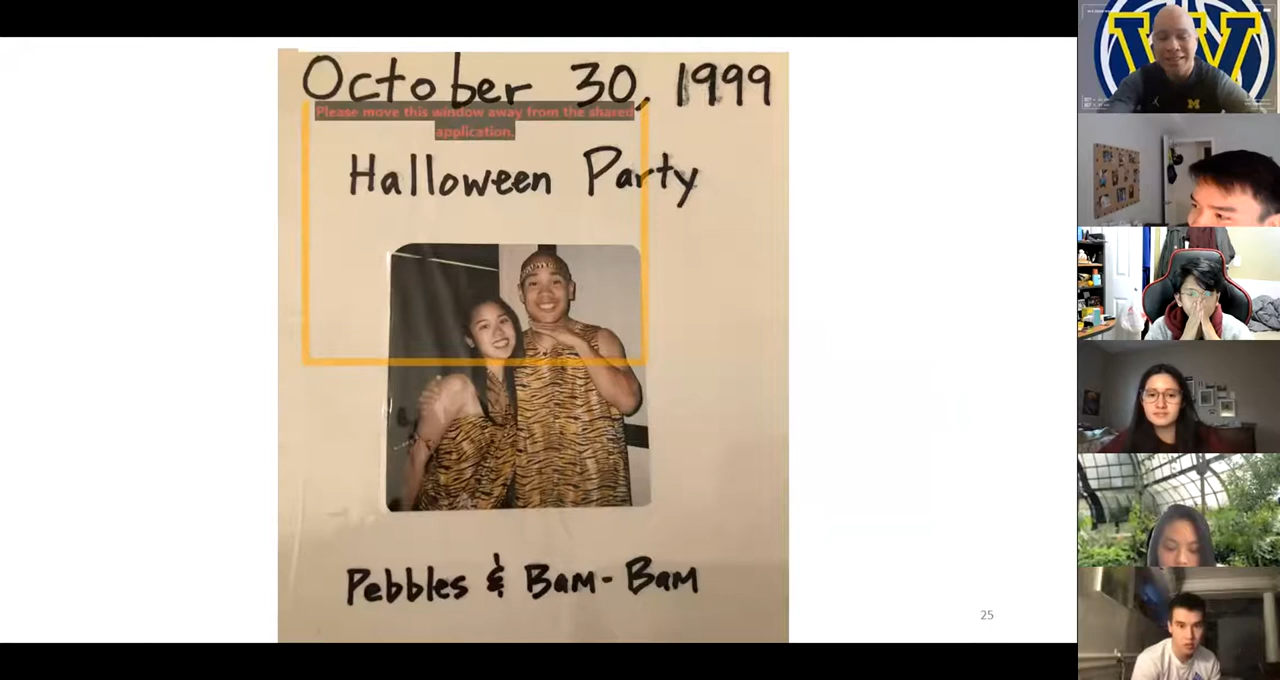 October 30, 1999
Please move this window away from the shared
application.
Halloween Party
Pebbles & Bam-Bam
25